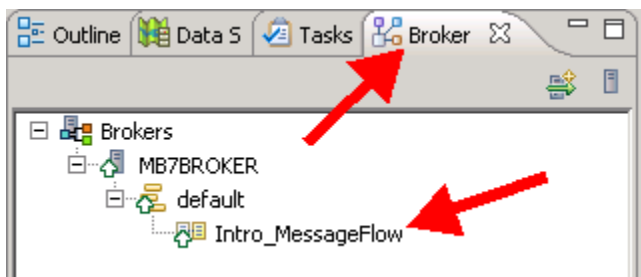 Outline Data S Tasks Broker
Brokers
MB7BROKER
default
Intro_MessageFlow